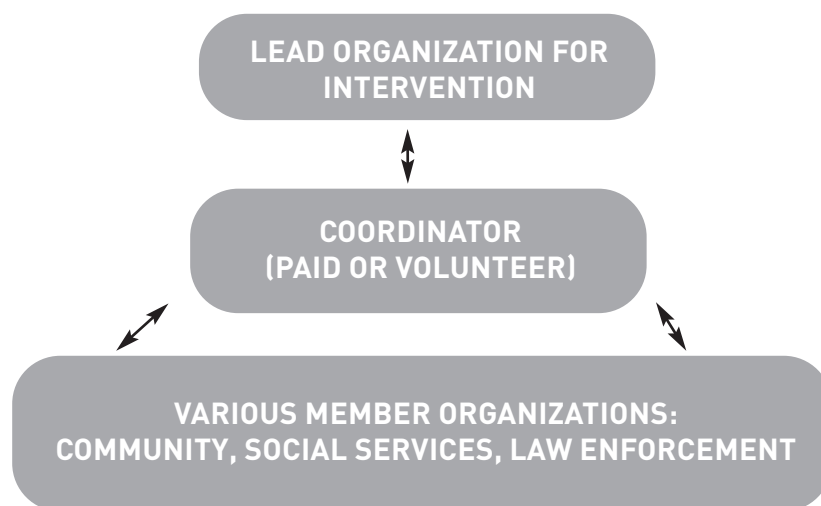 LEAD ORGANIZATION FOR
INTERVENTION
COORDINATOR
(PAID OR VOLUNTEER)
VARIOUS MEMBER ORGANIZATIONS:
COMMUNITY, SOCIAL SERVICES, LAW ENFORCEMENT